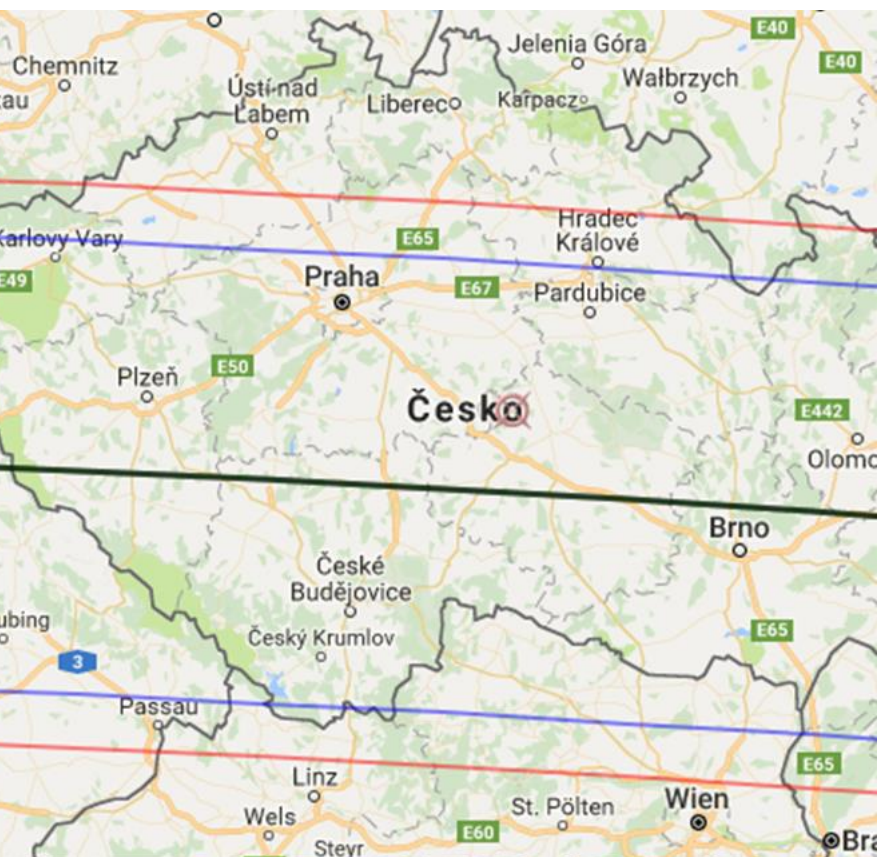 E40
Jelenia Góra
Chemnitz
E40
Wałbrzych
Ústí nad
Labem
Liberec
Karpacz
Hradec
Králové
Karlovy Vary
E65
E49
Praha
E67
Pardubice
Plzeň
E50
Česko
E442
Olomo
Brno
České
Budějovice
ubing
Český Krumlov
E65
3
Passau
E65
Linz
Wien
St. Pölten
Wels
E60
Steyr
Bra